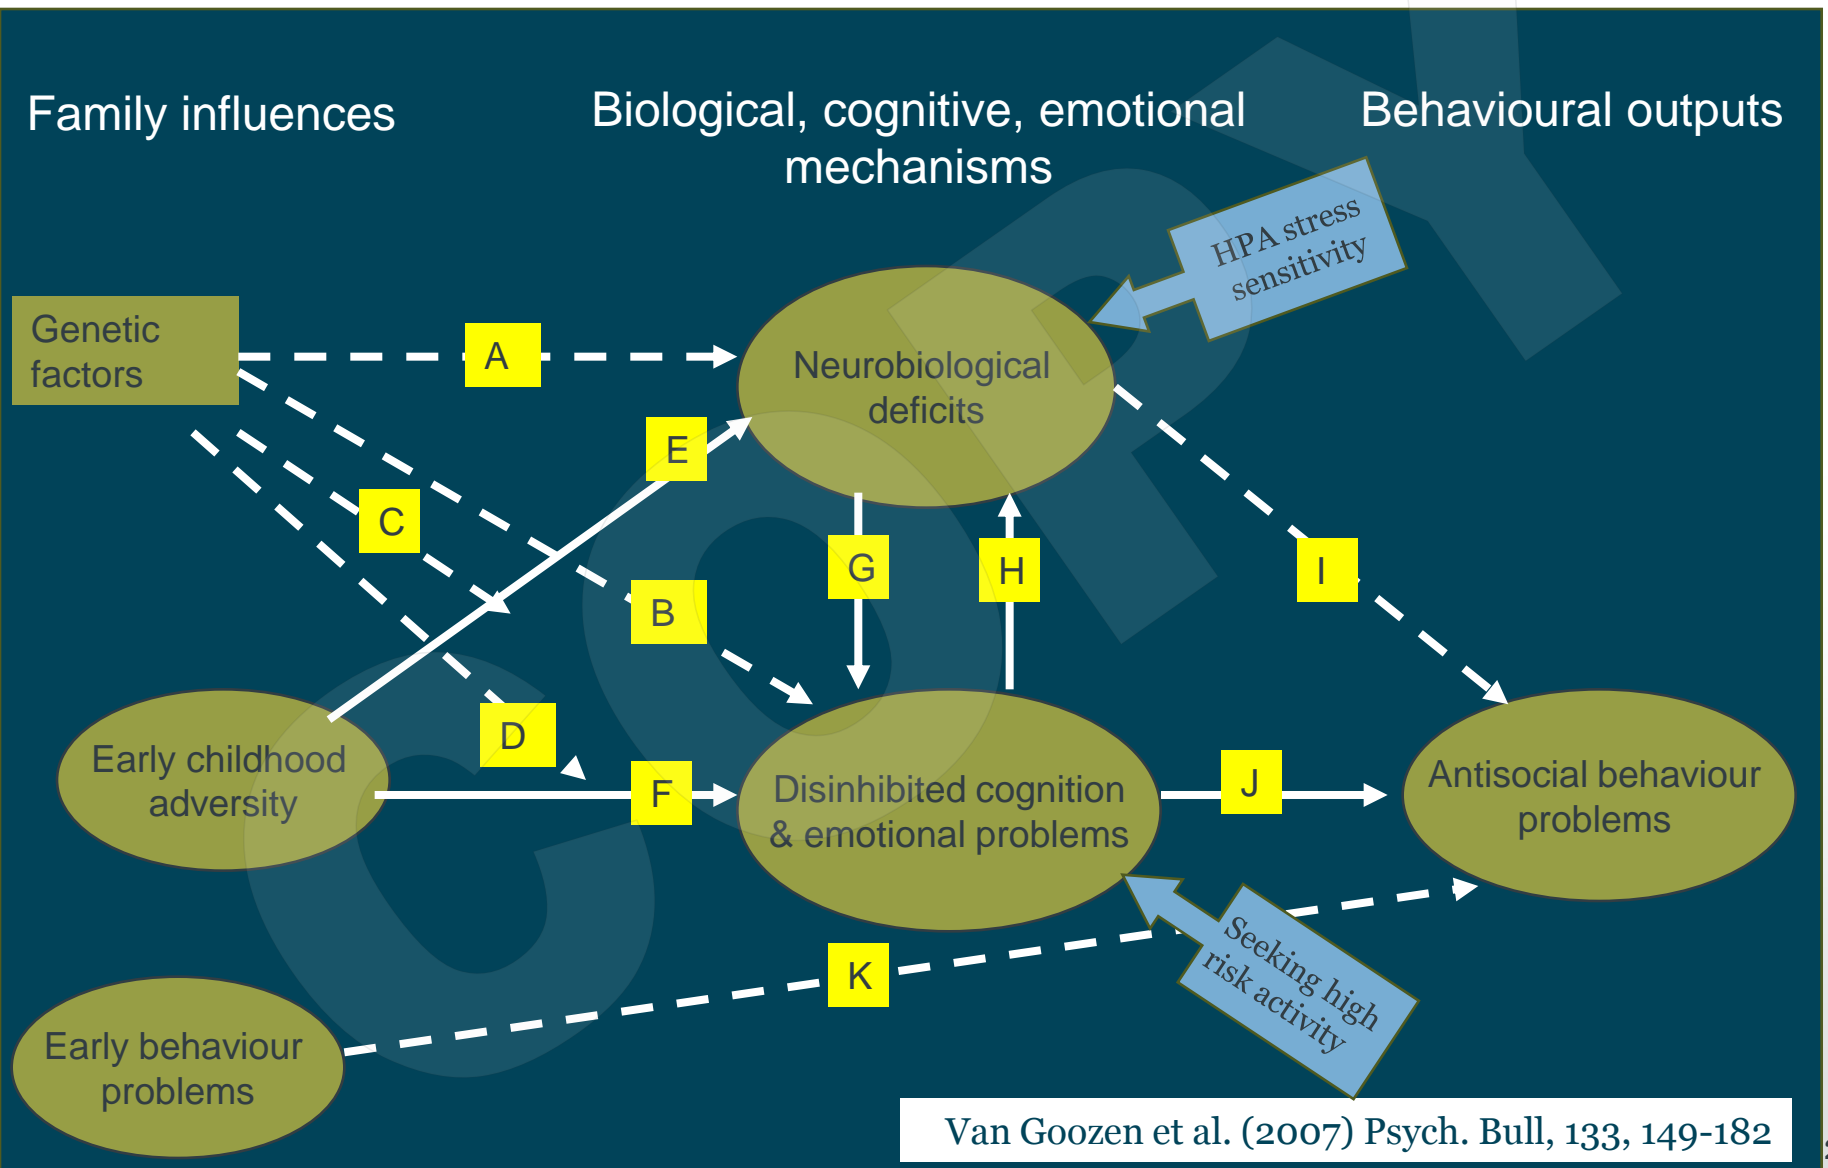 Family influences
Biological, cognitive, emotional
mechanisms
Behavioural outputs
HPA stress
sensitivity
Genetic
factors
A
Neurobiological
deficits
E
C
B
G
H
I
D
Early childhood
adversity
F
Disinhibited cognition
& emotional problems
J
Antisocial behaviour
problems
K
Seeking high
risk activity
Early behaviour
problems
Van Goozen et al. (2007) Psych. Bull, 133, 149-182
COPY